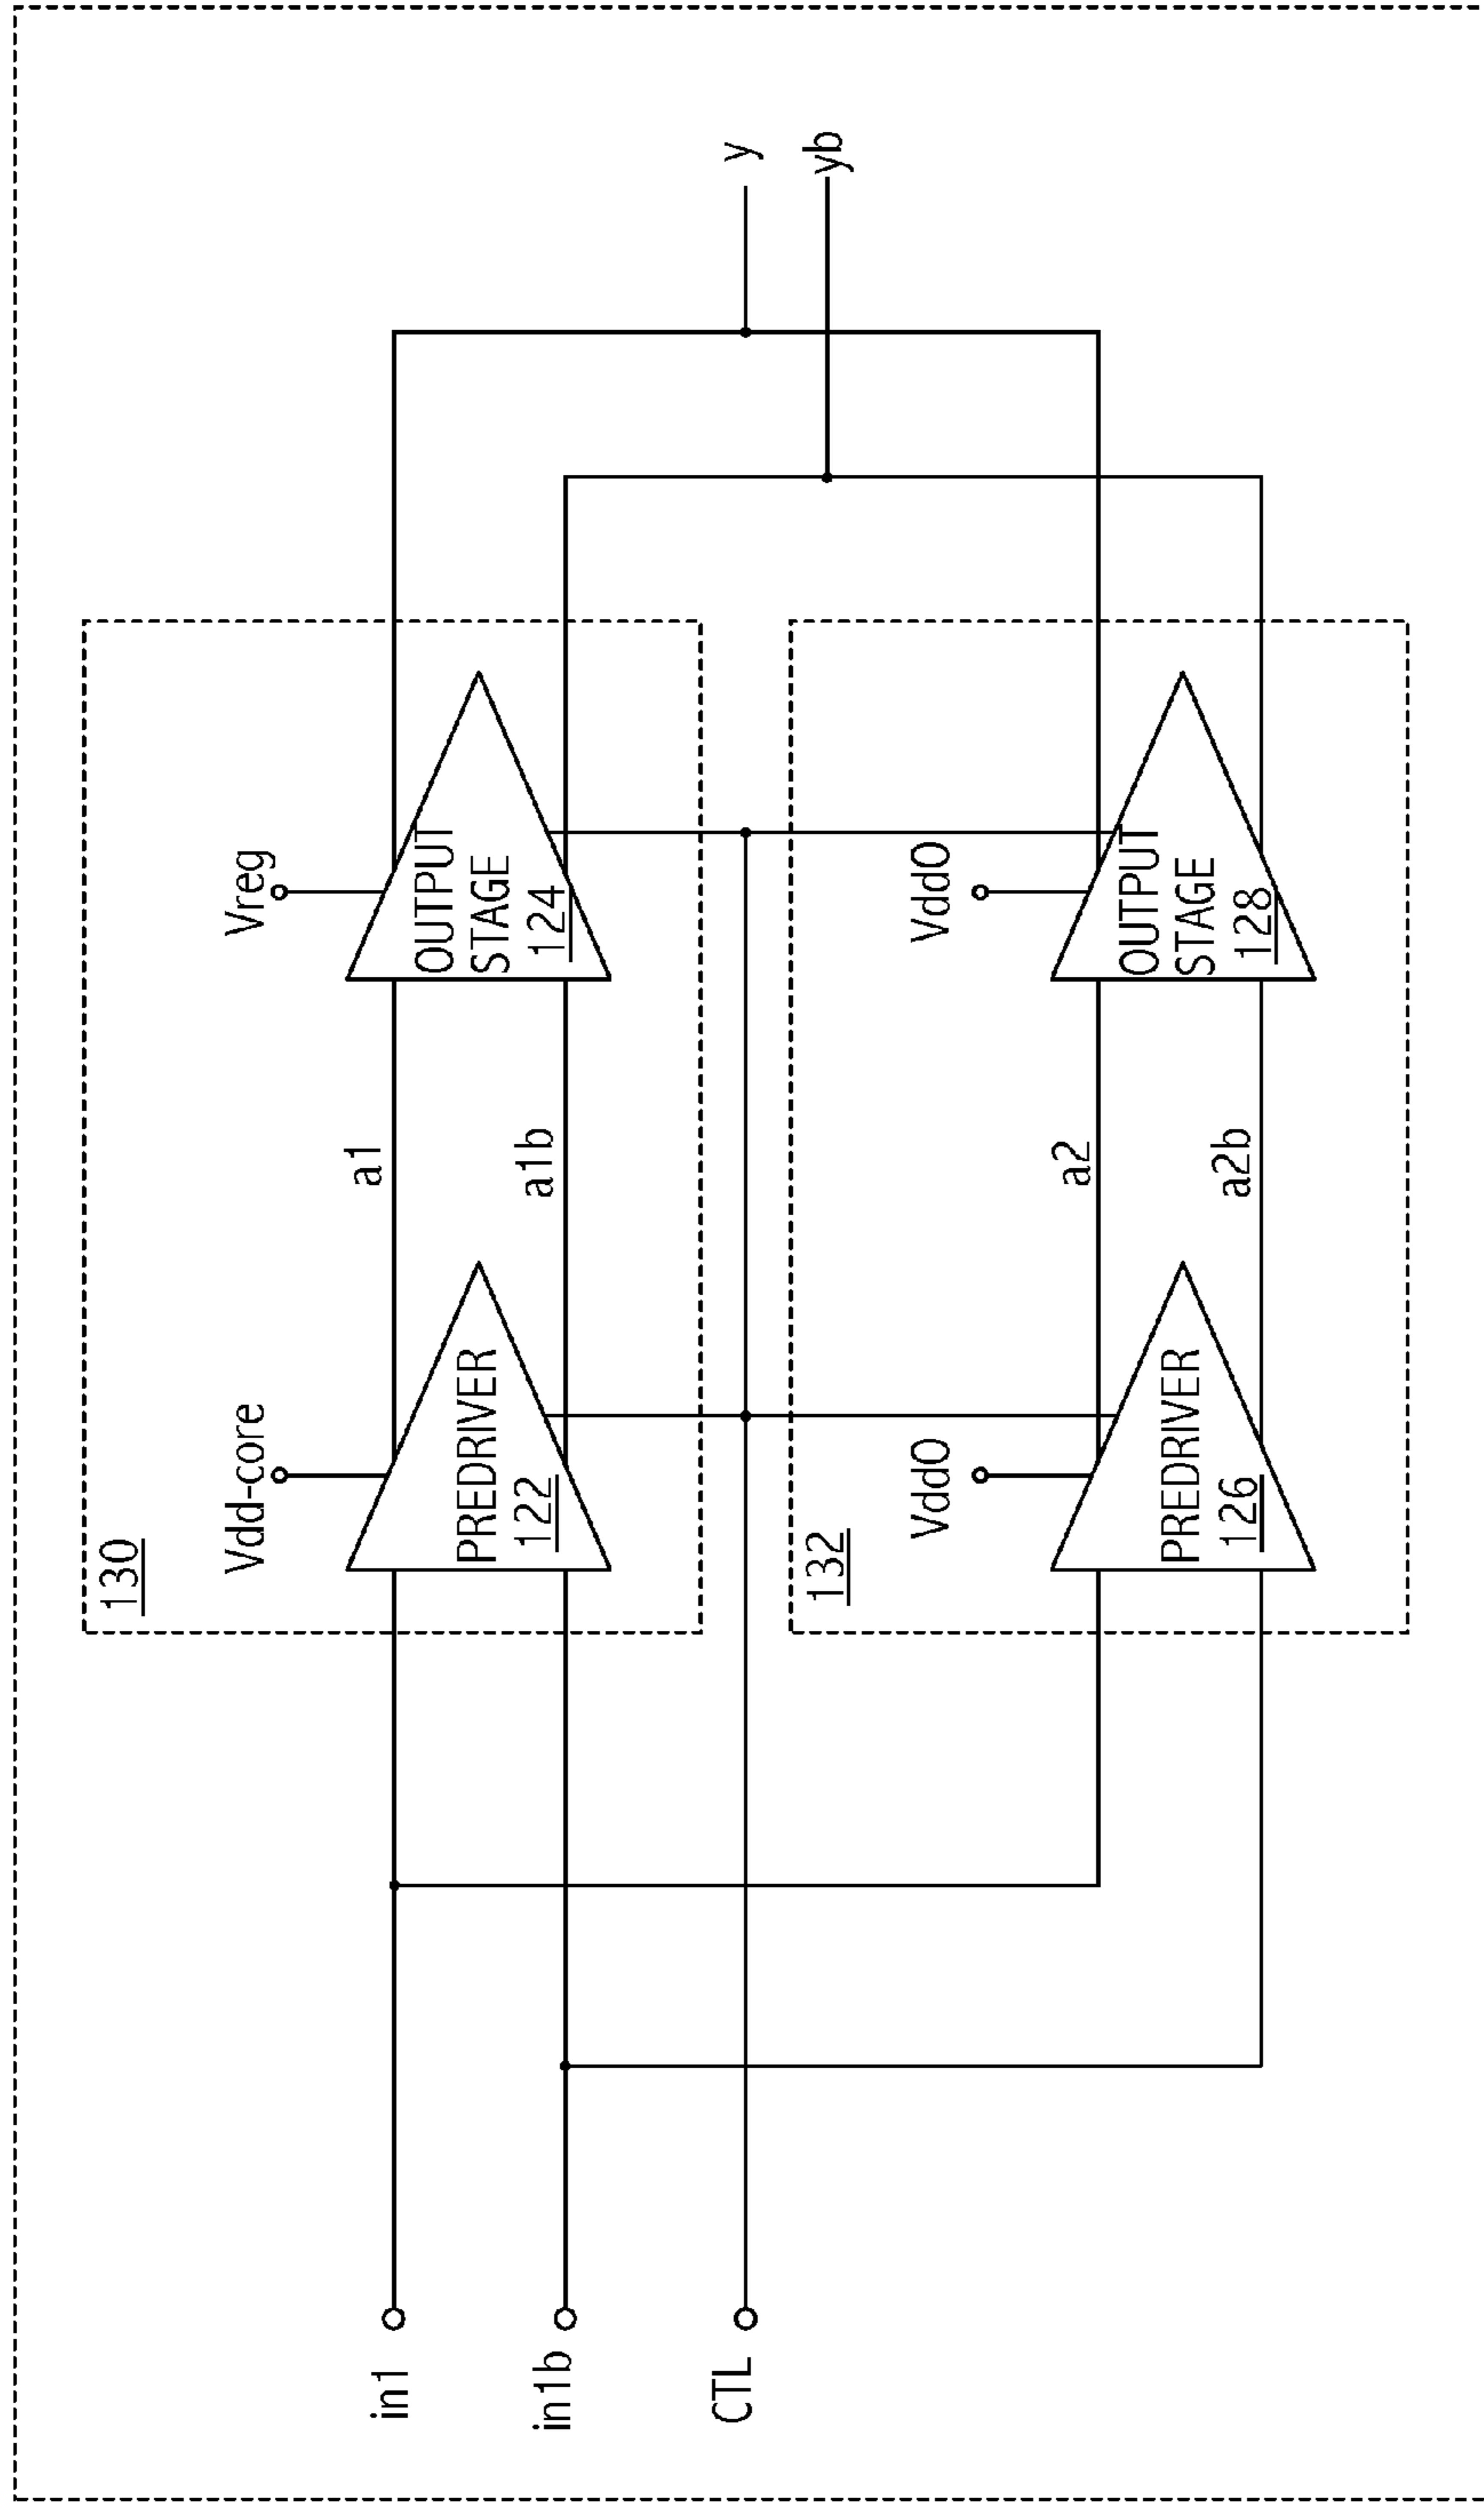 130
Vdd-core
Vreg
in1
a1
PREDRIVER
122
OUTPUT
STAGE
124
in1b
a1b
CTL
y
yb
132
VddO
VddO
a2
PREDRIVER
126
OUTPUT
STAGE
128
a2b